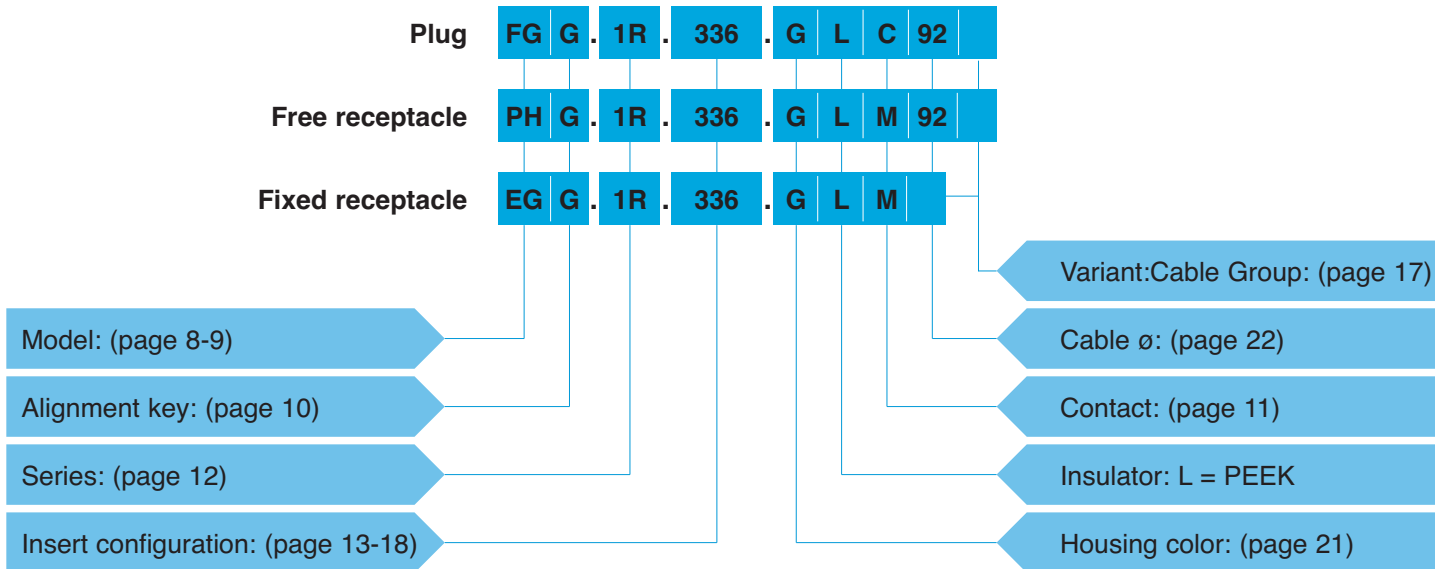 Plug FG G . 1R . 336 . G L C 92
Free receptacle PH G . 1R . 336 . G L M 92
Fixed receptacle EG G . 1R . 336 . G L M
Variant:Cable Group: (page 17)
Model: (page 8-9)
Cable ø: (page 22)
Alignment key: (page 10)
Contact: (page 11)
Series: (page 12)
Insulator: L = PEEK
Insert configuration: (page 13-18)
Housing color: (page 21)